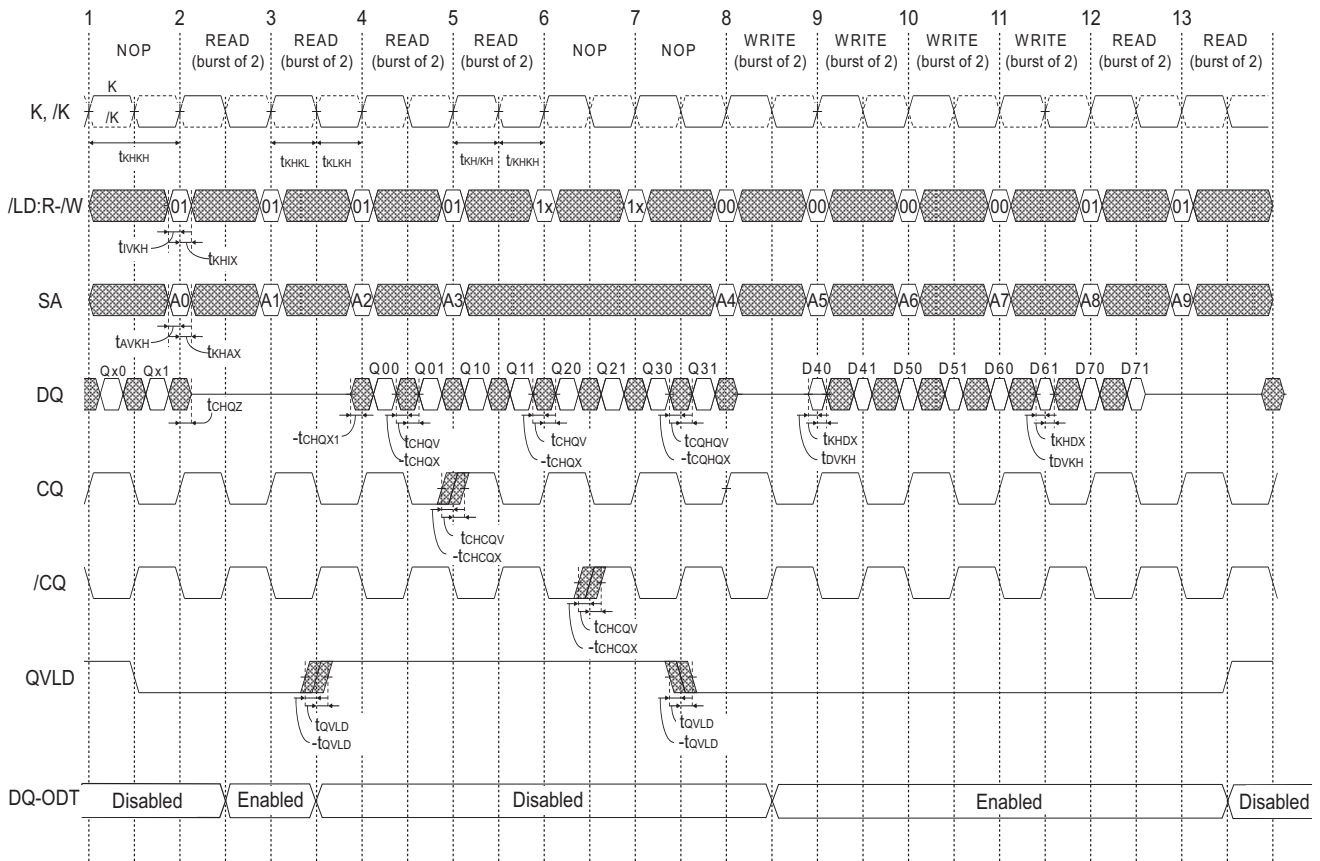 1 2 3 4 5 6 7 8 9 10 11 12 13
NOP READ READ READ READ NOP NOP WRITE WRITE WRITE WRITE READ READ
(burst of 2) (burst of 2) (burst of 2) (burst of 2) (burst of 2) (burst of 2) (burst of 2) (burst of 2) (burst of 2) (burst of 2)
K
K, /K
/K
tKHKH tKHKL tKLKH tKH/KH t/KHKH
/LD:R-/W 01 01 01 01 1x 1x 00 00 00 00 01 01
tIVKH
tKHIX
SA A0 A1 A2 A3 A4 A5 A6 A7 A8 A9
tAVKH
tKHAX
Qx0 Qx1 Q00 Q01 Q10 Q11 Q20 Q21 Q30 Q31 D40 D41 D50 D51 D60 D61 D70 D71
DQ
tCHQZ
-tCHQX1 tCHQV tCHQV tCQHQV tKHDX tKHDX
-tCHQX -tCHQX -tCQHQX tDVKH tDVKH
CQ
tCHCQV
-tCHCQX
/CQ
tCHCQV
-tCHCQX
QVLD
tQVLD tQVLD
-tQVLD -tQVLD
DQ-ODT Disabled Enabled Disabled Enabled Disabled